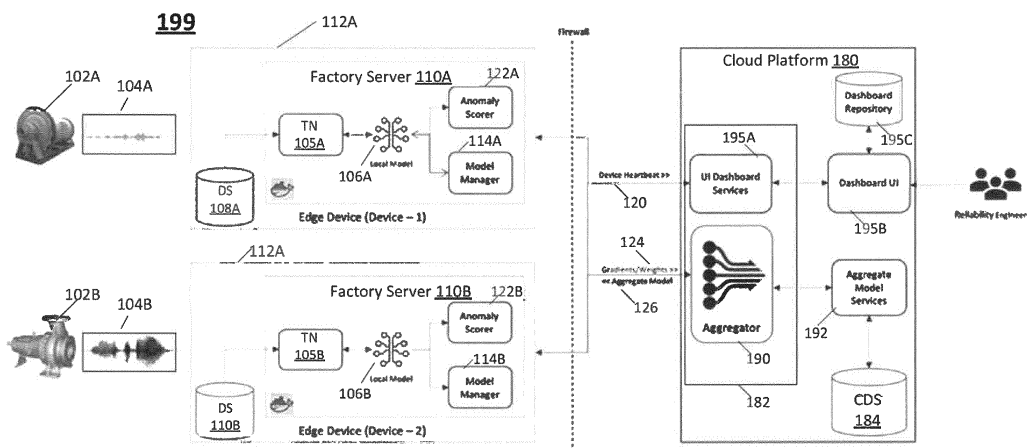 199
112A
Firewall
102A
104A
Factory Server 110A
122A
Anomaly
Scorer
TN
105A
Local Model
106A
114A
Model
Manager
DS
108A
Edge Device (Device – 1)
112A
102B
104B
Factory Server 110B
122B
Anomaly
Scorer
TN
105B
Local Model
106B
114B
Model
Manager
DS
110B
Edge Device (Device – 2)
Device Heartbeat >>
120
124
Gradients/Weights >>
<< Aggregate Model
126
Cloud Platform 180
Dashboard
Repository
195C
195A
UI Dashboard
Services
Dashboard UI
195B
Reliability Engineer
Aggregator
190
Aggregate
Model
Services
192
182
CDS
184